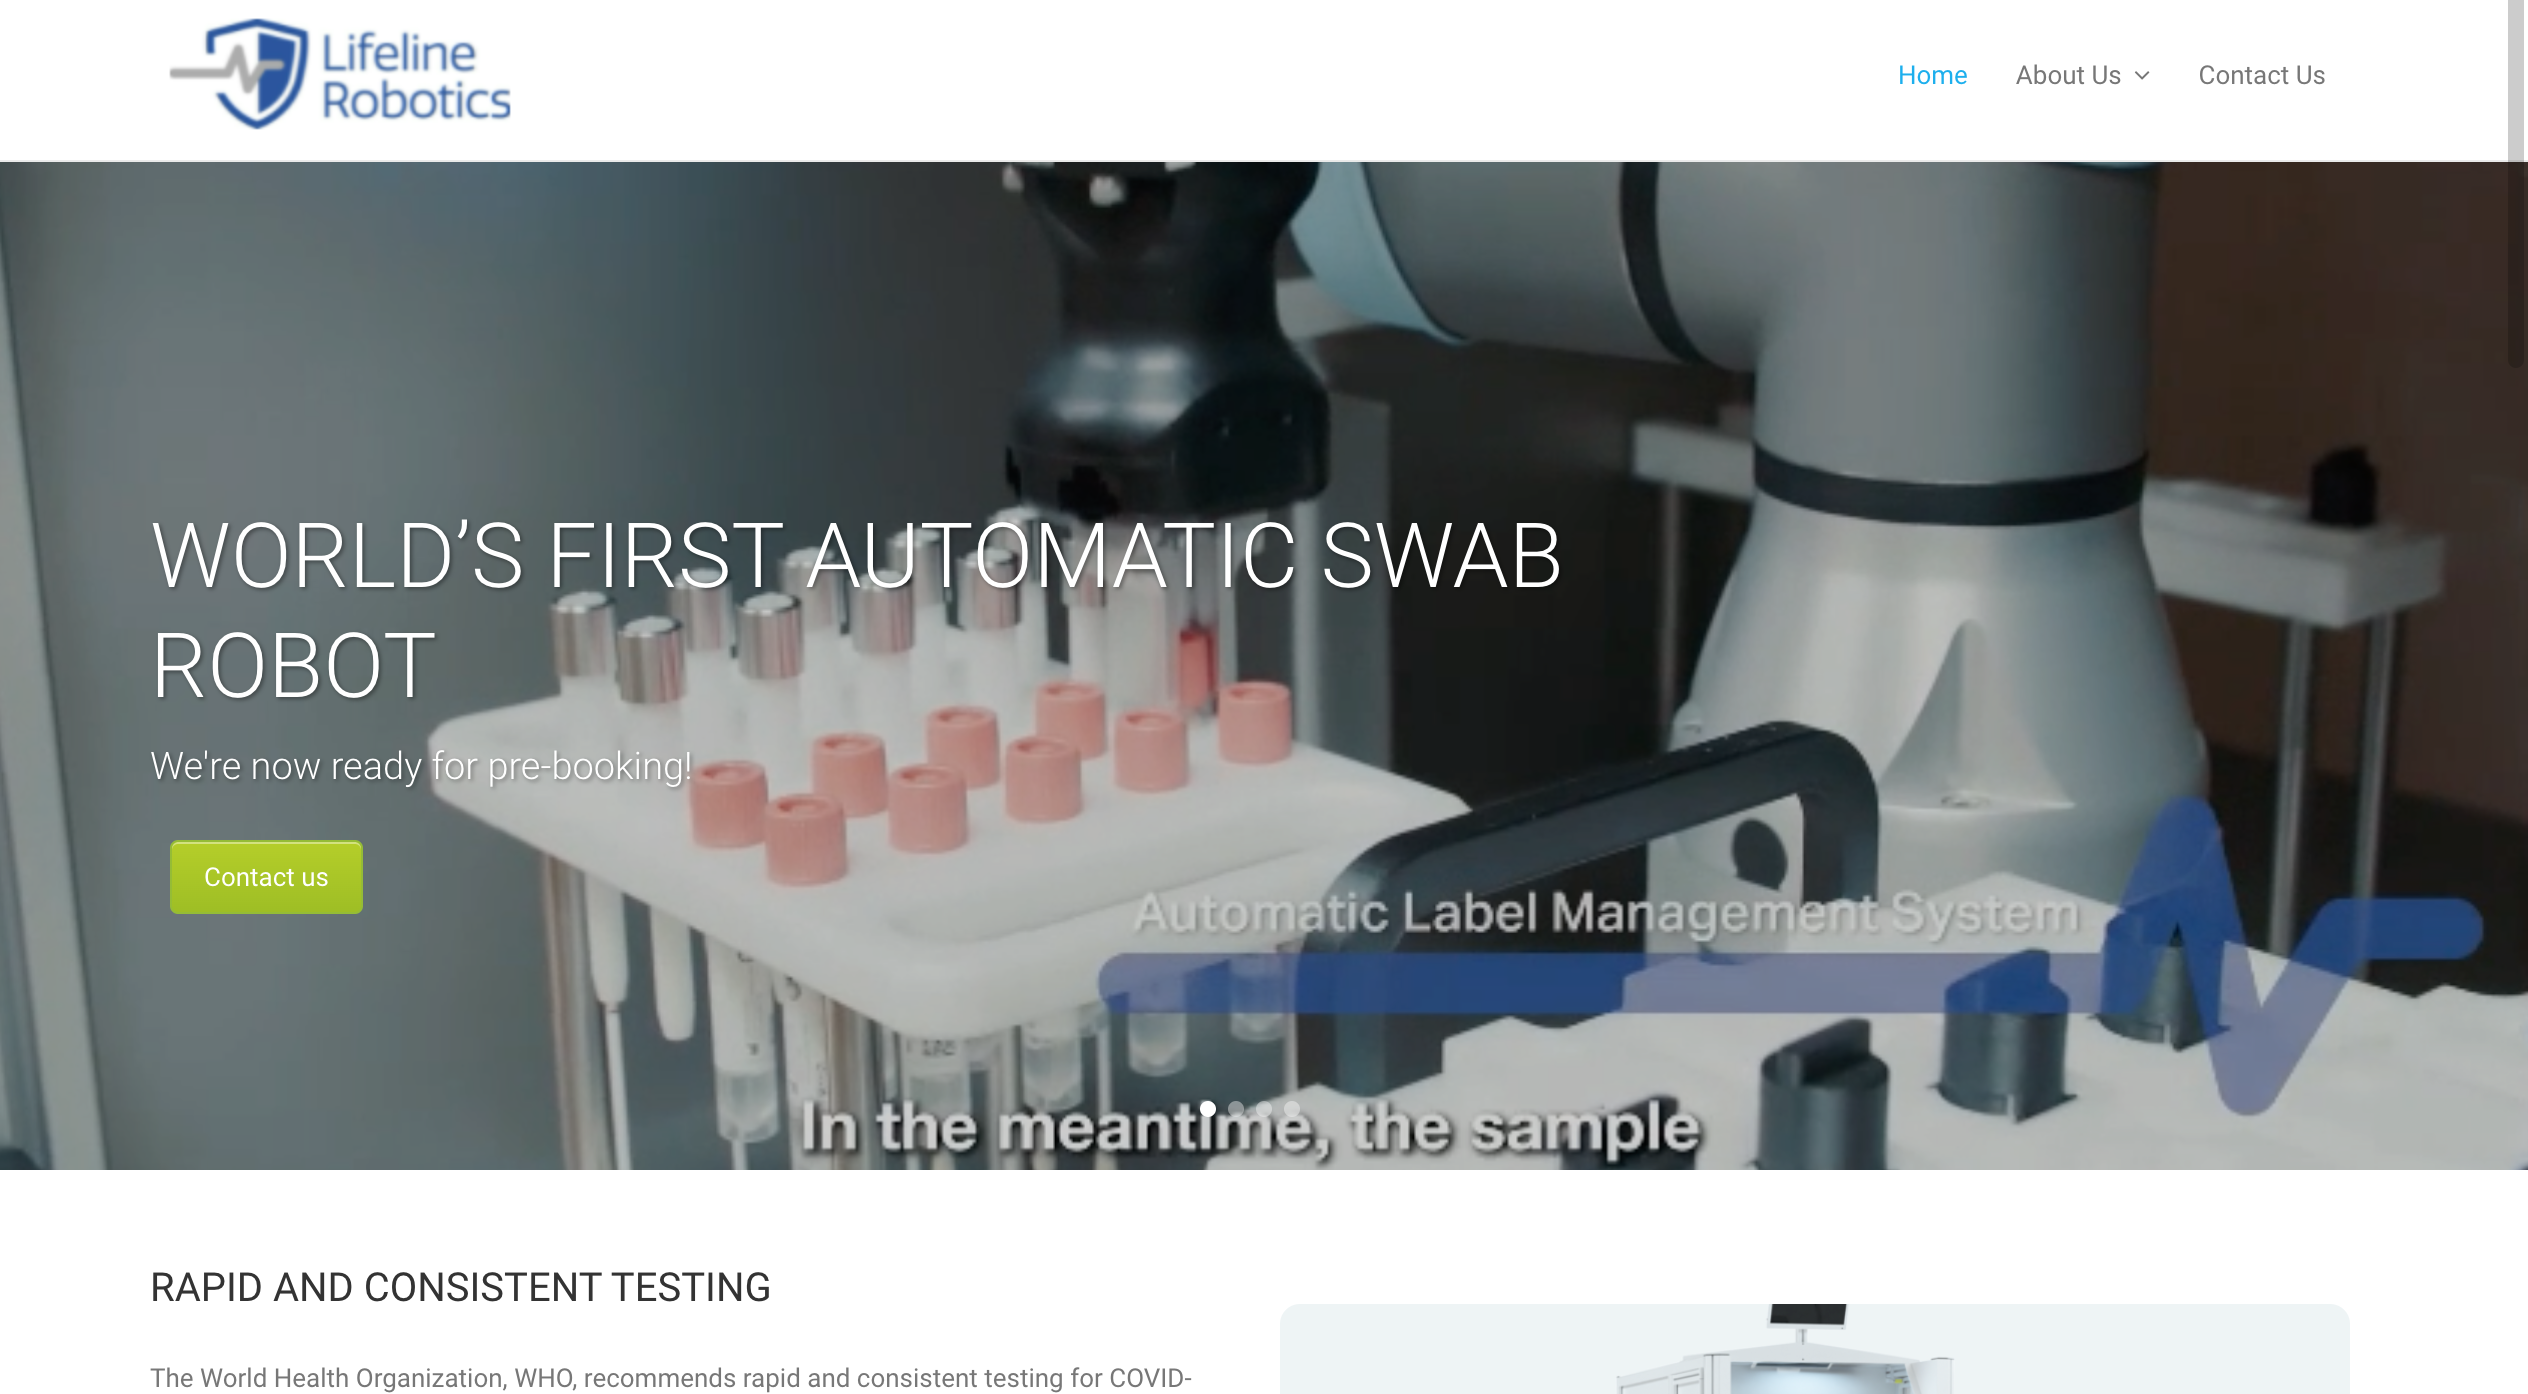 Lifeline
Robotics
Home
About Us
Contact Us
WORLD’S FIRST AUTOMATIC SWAB
ROBOT
We're now ready for pre-booking!
Contact us
Automatic Label Management System
In the meantime, the sample
RAPID AND CONSISTENT TESTING
The World Health Organization, WHO, recommends rapid and consistent testing for COVID-